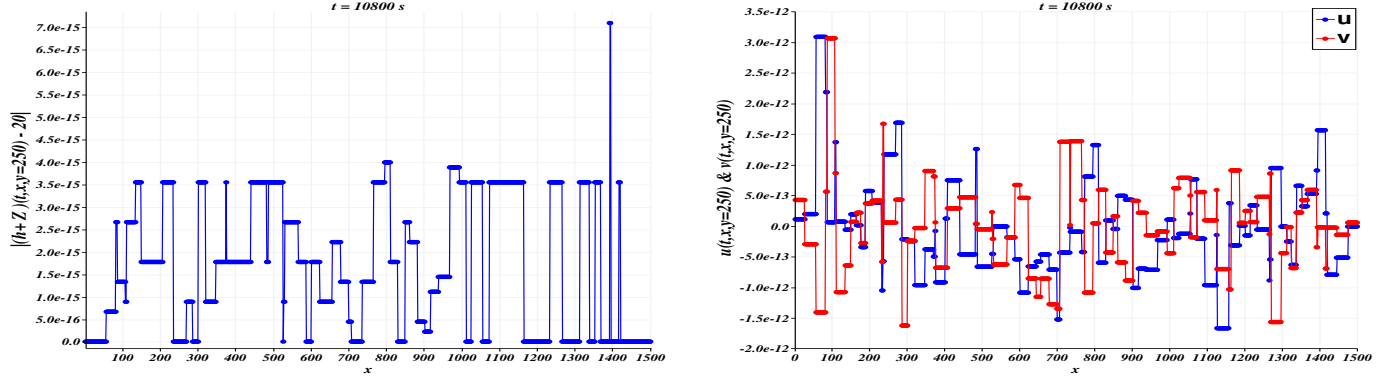 t = 10800 s
|(h+ Z )(t,x,y=250) - 20|
7.0e-15
6.5e-15
6.0e-15
5.5e-15
5.0e-15
4.5e-15
4.0e-15
3.5e-15
3.0e-15
2.5e-15
2.0e-15
1.5e-15
1.0e-15
5.0e-16
0.0
100 200 300 400 500 600 700 800 900 1000 1100 1200 1300 1400 1500
x
t = 10800 s
u(t,x,y=250) & v(t,x,y=250)
3.5e-12
3.0e-12
2.5e-12
2.0e-12
1.5e-12
1.0e-12
5.0e-13
0.0
-5.0e-13
-1.0e-12
-1.5e-12
-2.0e-12
0 100 200 300 400 500 600 700 800 900 1000 1100 1200 1300 1400 1500
x
u
v